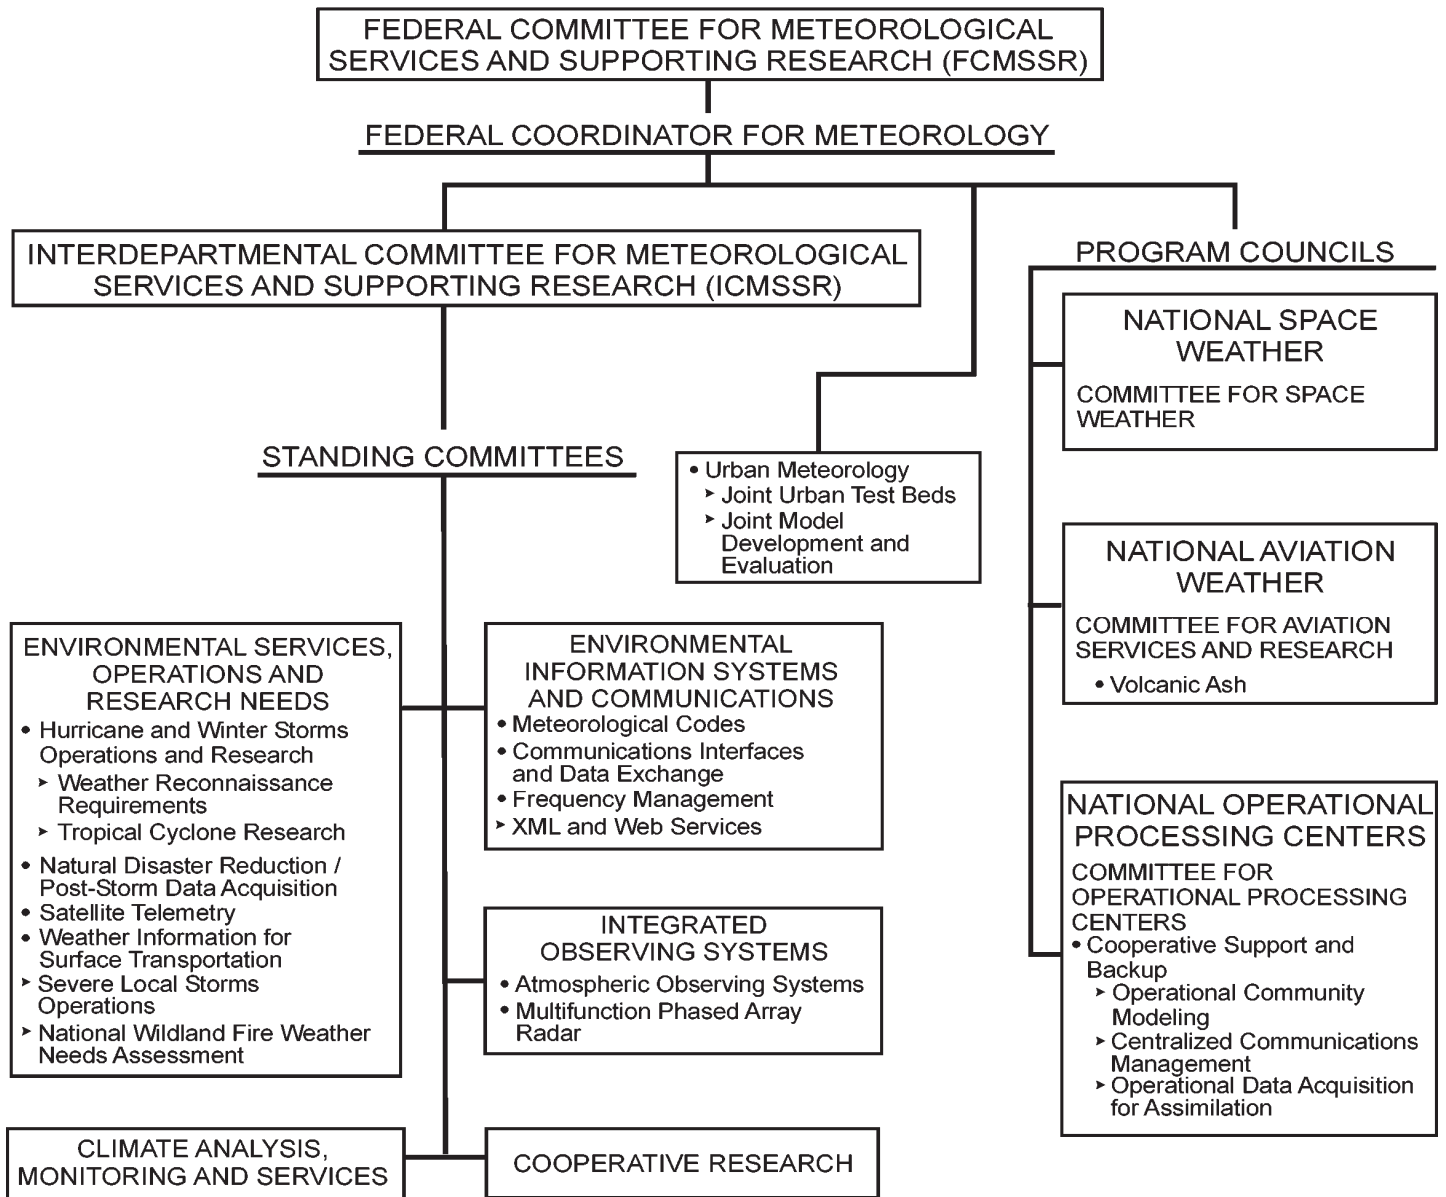 FEDERAL COMMITTEE FOR METEOROLOGICAL
SERVICES AND SUPPORTING RESEARCH (FCMSSR)
FEDERAL COORDINATOR FOR METEOROLOGY
INTERDEPARTMENTAL COMMITTEE FOR METEOROLOGICAL
SERVICES AND SUPPORTING RESEARCH (ICMSSR)
STANDING COMMITTEES
ENVIRONMENTAL SERVICES,
OPERATIONS AND
RESEARCH NEEDS
• Hurricane and Winter Storms
Operations and Research
➤ Weather Reconnaissance
Requirements
➤ Tropical Cyclone Research
• Natural Disaster Reduction /
Post-Storm Data Acquisition
• Satellite Telemetry
• Weather Information for
Surface Transportation
➤ Severe Local Storms
Operations
➤ National Wildland Fire Weather
Needs Assessment
ENVIRONMENTAL
INFORMATION SYSTEMS
AND COMMUNICATIONS
• Meteorological Codes
• Communications Interfaces
and Data Exchange
• Frequency Management
➤ XML and Web Services
INTEGRATED
OBSERVING SYSTEMS
• Atmospheric Observing Systems
• Multifunction Phased Array
Radar
CLIMATE ANALYSIS,
MONITORING AND SERVICES
COOPERATIVE RESEARCH
• Urban Meteorology
➤ Joint Urban Test Beds
➤ Joint Model
Development and
Evaluation
PROGRAM COUNCILS
NATIONAL SPACE
WEATHER
COMMITTEE FOR SPACE
WEATHER
NATIONAL AVIATION
WEATHER
COMMITTEE FOR AVIATION
SERVICES AND RESEARCH
• Volcanic Ash
NATIONAL OPERATIONAL
PROCESSING CENTERS
COMMITTEE FOR
OPERATIONAL PROCESSING
CENTERS
• Cooperative Support and
Backup
➤ Operational Community
Modeling
➤ Centralized Communications
Management
➤ Operational Data Acquisition
for Assimilation